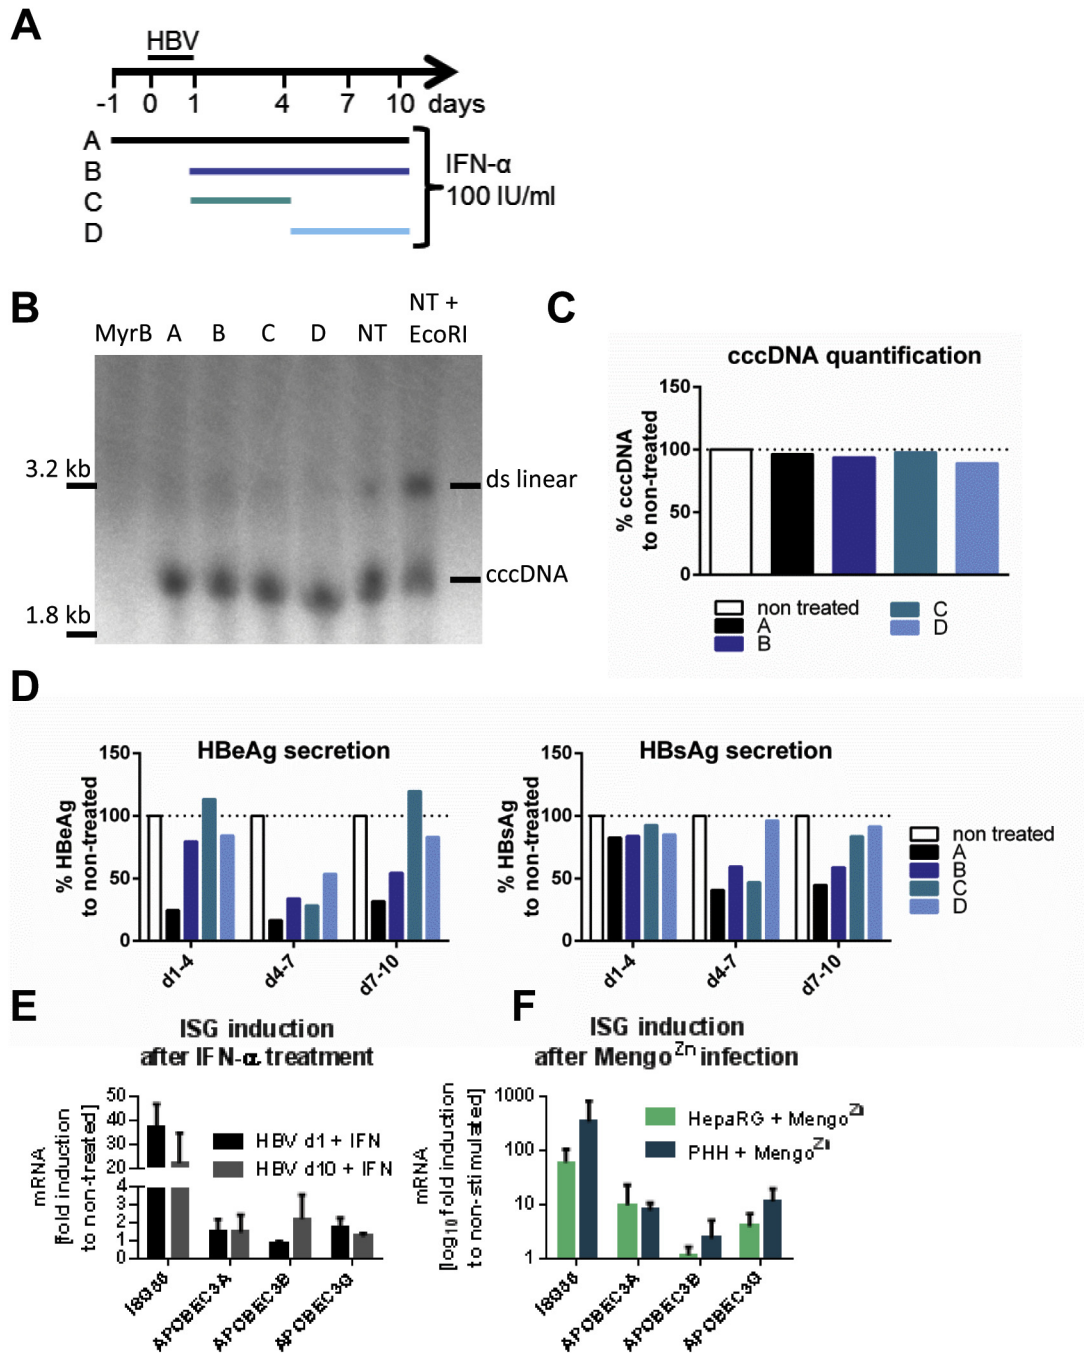 A
HBV
-1 0 1 4 7 10 days
A
B
C
D
IFN-α
100 IU/ml
B
MyrB A B C D NT NT +
EcoRI
3.2 kb
1.8 kb
ds linear
cccDNA
C
cccDNA quantification
% cccDNA
to non-treated
150
100
50
0
non treated
A
B
C
D
D
HBeAg secretion
% HBeAg
to non-treated
150
100
50
0
d1-4
d4-7
d7-10
HBsAg secretion
% HBsAg
to non-treated
150
100
50
0
d1-4
d4-7
d7-10
non treated
A
B
C
D
E
ISG induction
after IFN-α treatment
mRNA
[fold induction
to non-treated]
50
40
30
20
4
3
2
1
0
HBV d1 + IFN
HBV d10 + IFN
ISG56
APOBEC3A
APOBEC3B
APOBEC3G
F
ISG induction
after Mengo Zn infection
mRNA
[log10 fold induction
to non-stimulated]
1000
100
10
1
HepaRG + Mengo Zn
PHH + Mengo Zn
ISG56
APOBEC3A
APOBEC3B
APOBEC3G